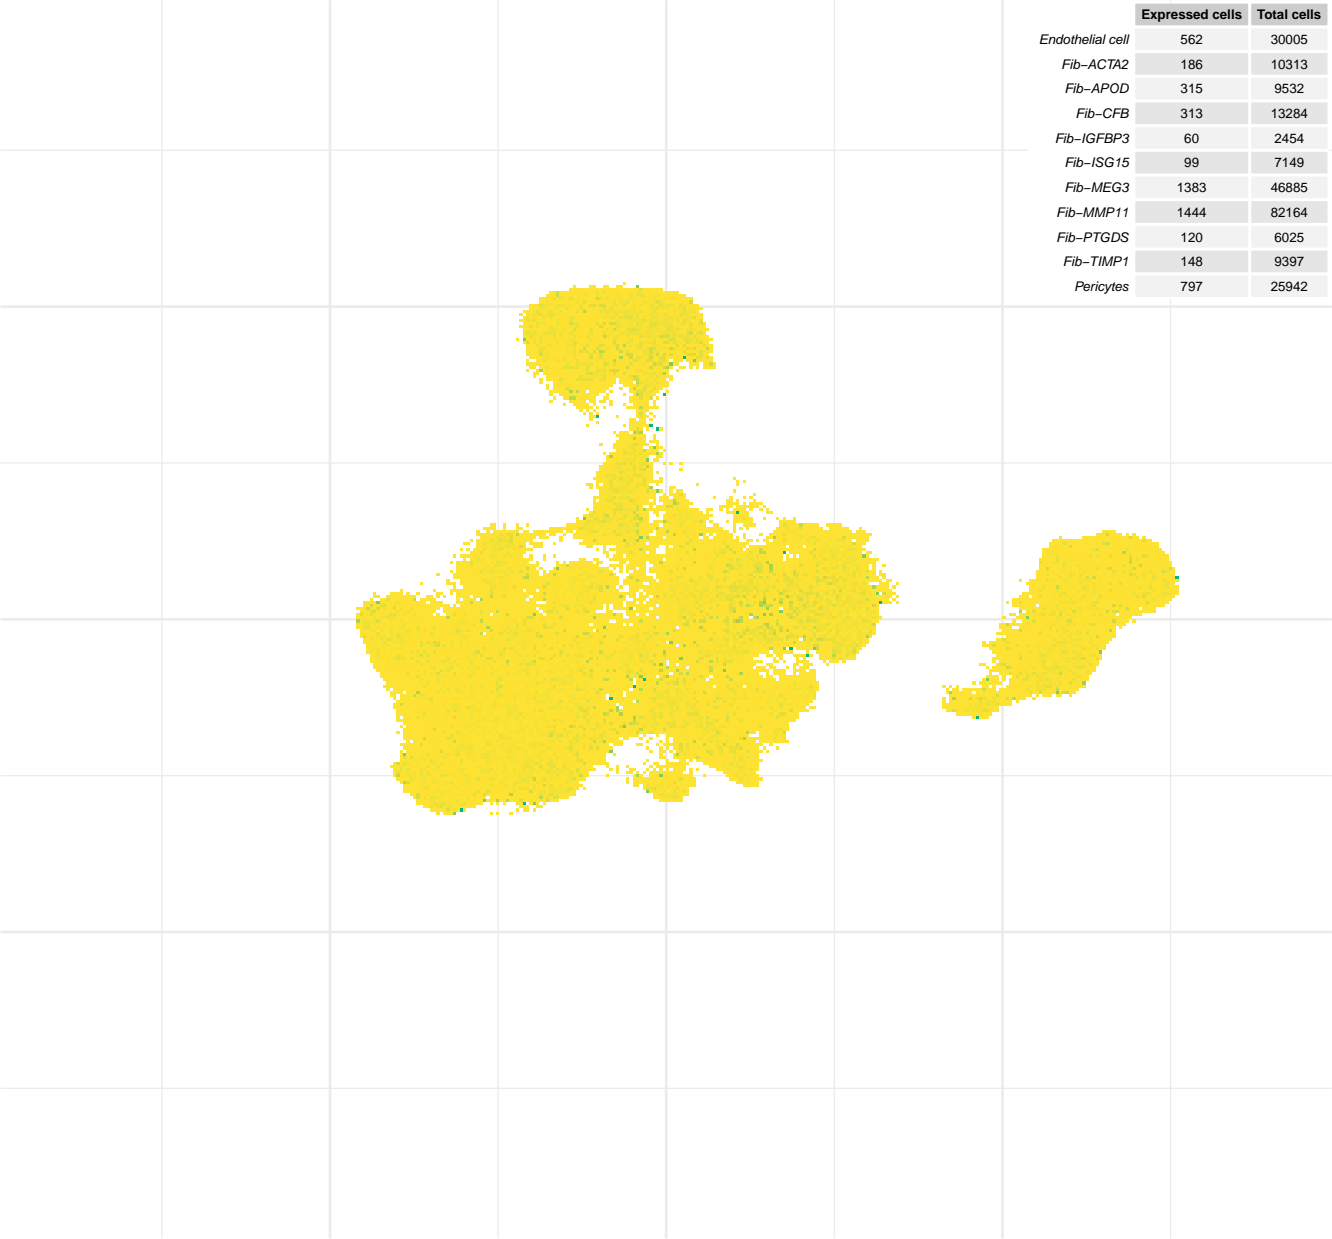 Expressed cells Total cells
Endothelial cell 562 30005
Fib−ACTA2 186 10313
Fib−APOD 315 9532
Fib−CFB 313 13284
Fib−IGFBP3 60 2454
Fib−ISG15 99 7149
Fib−MEG3 1383 46885
Fib−MMP11 1444 82164
Fib−PTGDS 120 6025
Fib−TIMP1 148 9397
Pericytes 797 25942